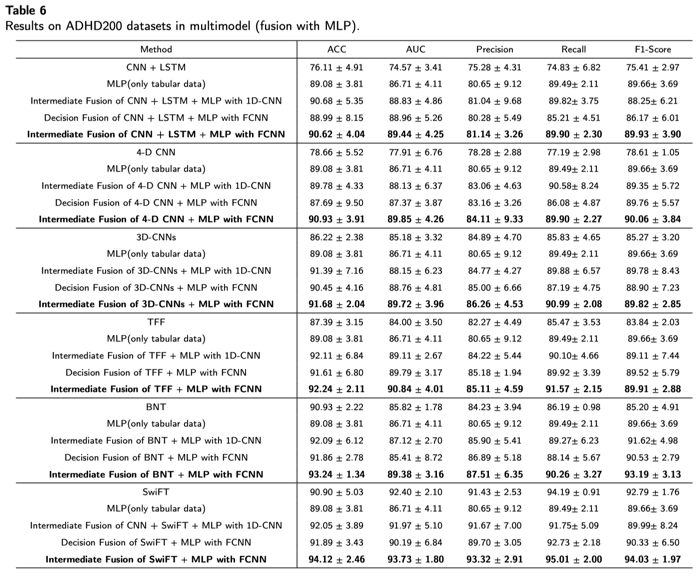 Table 6
Results on ADHD200 datasets in multimodel (fusion with MLP).
Method ACC AUC Precision Recall F1-Score
CNN + LSTM 76.11 ± 4.91 74.57 ± 3.41 75.28 ± 4.31 74.83 ± 6.82 75.41 ± 2.97
MLP(only tabular data) 89.08 ± 3.81 86.71 ± 4.11 80.65 ± 9.12 89.49± 2.11 89.66± 3.69
Intermediate Fusion of CNN + LSTM + MLP with 1D-CNN 90.68 ± 5.35 88.83 ± 4.86 81.04 ± 9.68 89.82± 3.75 88.25± 6.21
Decision Fusion of CNN + LSTM + MLP with FCNN 88.99 ± 8.15 88.96 ± 5.26 80.28 ± 5.49 85.21 ± 4.51 86.17 ± 6.01
Intermediate Fusion of CNN + LSTM + MLP with FCNN 90.62 ± 4.04 89.44 ± 4.25 81.14 ± 3.26 89.90 ± 2.30 89.93 ± 3.90
4-D CNN 78.66 ± 5.52 77.91 ± 6.76 78.28 ± 2.88 77.19 ± 2.98 78.61 ± 1.05
MLP(only tabular data) 89.08 ± 3.81 86.71 ± 4.11 80.65 ± 9.12 89.49± 2.11 89.66± 3.69
Intermediate Fusion of 4-D CNN + MLP with 1D-CNN 89.78 ± 4.33 88.13 ± 6.37 83.06 ± 4.63 90.58± 8.24 89.35 ± 5.72
Decision Fusion of 4-D CNN + MLP with FCNN 87.69 ± 9.50 87.37 ± 3.87 83.16 ± 3.26 86.08 ± 4.87 89.76 ± 5.57
Intermediate Fusion of 4-D CNN + MLP with FCNN 90.93 ± 3.91 89.85 ± 4.26 84.11 ± 9.33 89.90 ± 2.27 90.06 ± 3.84
3D-CNNs 86.22 ± 2.38 85.18 ± 3.32 84.89 ± 4.70 85.83 ± 4.65 85.27 ± 3.20
MLP(only tabular data) 89.08 ± 3.81 86.71 ± 4.11 80.65 ± 9.12 89.49± 2.11 89.66± 3.69
Intermediate Fusion of 3D-CNNs + MLP with 1D-CNN 91.39 ± 7.16 88.15 ± 6.23 84.77 ± 4.27 89.88 ± 6.57 89.78 ± 8.43
Decision Fusion of 3D-CNNs + MLP with FCNN 90.45 ± 4.16 88.76 ± 4.81 85.00 ± 6.66 87.19 ± 4.75 88.90 ± 7.23
Intermediate Fusion of 3D-CNNs + MLP with FCNN 91.68 ± 2.04 89.72 ± 3.96 86.26 ± 4.53 90.99 ± 2.08 89.82 ± 2.85
TFF 87.39 ± 3.15 84.00 ± 3.50 82.27 ± 4.49 85.47 ± 3.53 83.84 ± 2.03
MLP(only tabular data) 89.08 ± 3.81 86.71 ± 4.11 80.65 ± 9.12 89.49± 2.11 89.66± 3.69
Intermediate Fusion of TFF + MLP with 1D-CNN 92.11 ± 6.84 89.11 ± 2.67 84.22 ± 5.44 90.10± 4.66 89.11 ± 7.44
Decision Fusion of TFF + MLP with FCNN 91.61 ± 6.80 89.79 ± 3.17 85.18 ± 1.94 89.92 ± 3.39 89.52 ± 5.79
Intermediate Fusion of TFF + MLP with FCNN 92.24 ± 2.11 90.84 ± 4.01 85.11 ± 4.59 91.57 ± 2.15 89.91 ± 2.88
BNT 90.93 ± 2.22 85.82 ± 1.78 84.23 ± 3.94 86.19 ± 0.98 85.20 ± 4.91
MLP(only tabular data) 89.08 ± 3.81 86.71 ± 4.11 80.65 ± 9.12 89.49± 2.11 89.66± 3.69
Intermediate Fusion of BNT + MLP with 1D-CNN 92.09 ± 6.12 87.12 ± 2.70 85.90 ± 5.41 89.27± 6.23 91.62± 4.98
Decision Fusion of BNT + MLP with FCNN 91.86 ± 2.78 85.41 ± 8.72 86.89 ± 5.18 88.14 ± 5.67 90.53 ± 2.79
Intermediate Fusion of BNT + MLP with FCNN 93.24 ± 1.34 89.38 ± 3.16 87.51 ± 6.35 90.26 ± 3.27 93.19 ± 3.13
SwiFT 90.90 ± 5.03 92.40 ± 2.10 91.43 ± 2.53 94.19 ± 0.91 92.79 ± 1.76
MLP(only tabular data) 89.08 ± 3.81 86.71 ± 4.11 80.65 ± 9.12 89.49± 2.11 89.66± 3.69
Intermediate Fusion of CNN + SwiFT + MLP with 1D-CNN 92.05 ± 3.89 91.97 ± 5.10 91.67 ± 7.00 91.75± 5.09 89.99± 8.24
Decision Fusion of SwiFT + MLP with FCNN 91.89 ± 3.43 90.19 ± 6.84 89.70 ± 3.05 92.73 ± 2.18 90.33 ± 6.50
Intermediate Fusion of SwiFT + MLP with FCNN 94.12 ± 2.46 93.73 ± 1.80 93.32 ± 2.91 95.01 ± 2.00 94.03 ± 1.97